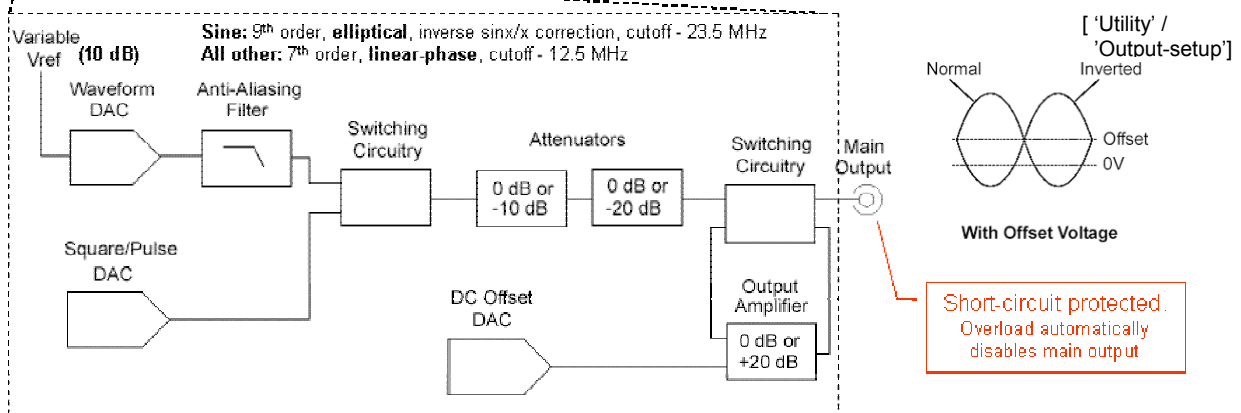 Sine: 9th order, elliptical, inverse sinx/x correction, cutoff - 23.5 MHz
All other: 7th order, linear-phase, cutoff - 12.5 MHz
Variable
Vref (10 dB)
Waveform
DAC
Anti-Aliasing
Filter
Switching
Circuitry
Attenuators
0 dB or
-10 dB
0 dB or
-20 dB
Switching
Circuitry
Main
Output
Square/Pulse
DAC
DC Offset
DAC
Output
Amplifier
0 dB or
+20 dB
[ 'Utility' /
'Output-setup']
Normal
Inverted
Offset
0V
With Offset Voltage
Short-circuit protected.
Overload automatically
disables main output